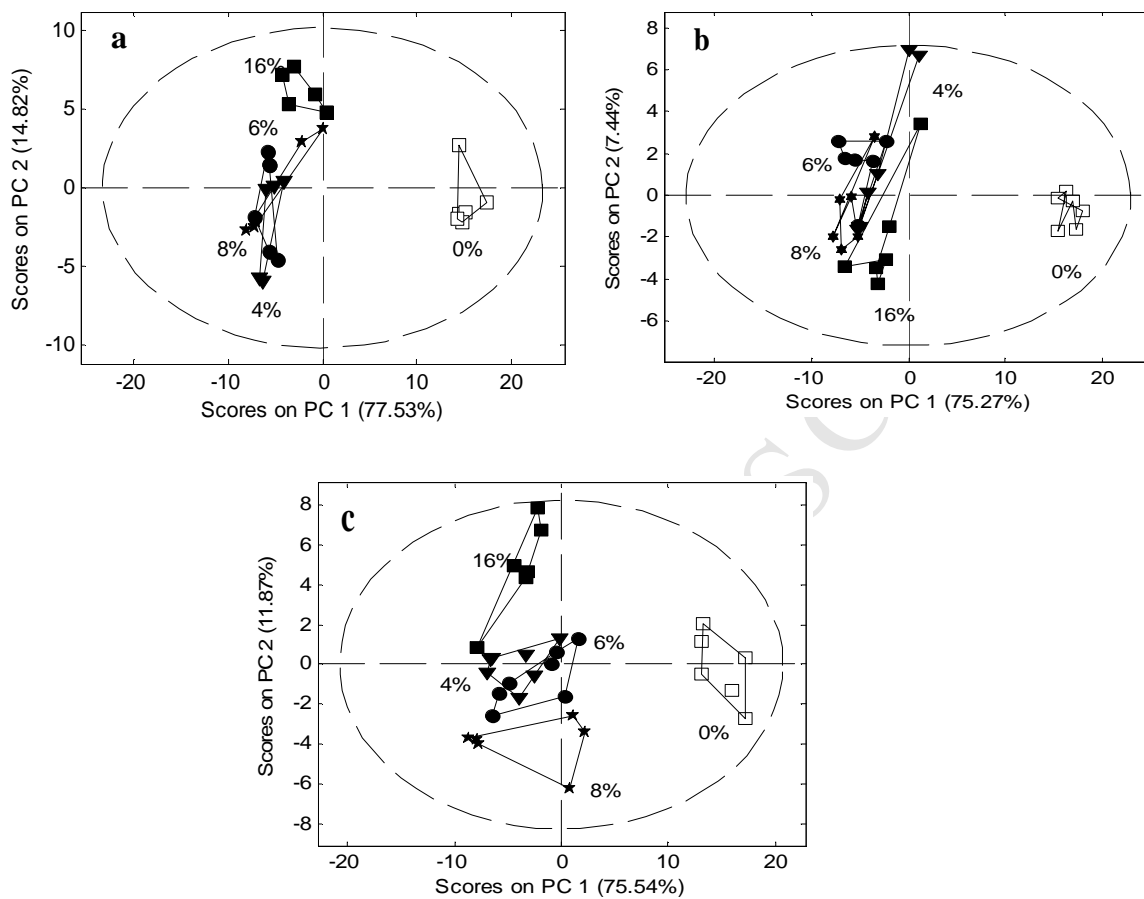 a
10
5
0
-5
-10
Scores on PC 2 (14.82%)
16%
6%
8%
4%
0%
-20 -10 0 10 20
Scores on PC 1 (77.53%)
b
8
6
4
2
0
-2
-4
-6
Scores on PC 2 (7.44%)
4%
6%
8%
16%
0%
-20 -10 0 10 20
Scores on PC 1 (75.27%)
SC
c
8
6
4
2
0
-2
-4
-6
-8
Scores on PC 2 (11.87%)
16%
6%
4%
8%
0%
-20 -10 0 10 20
Scores on PC 1 (75.54%)